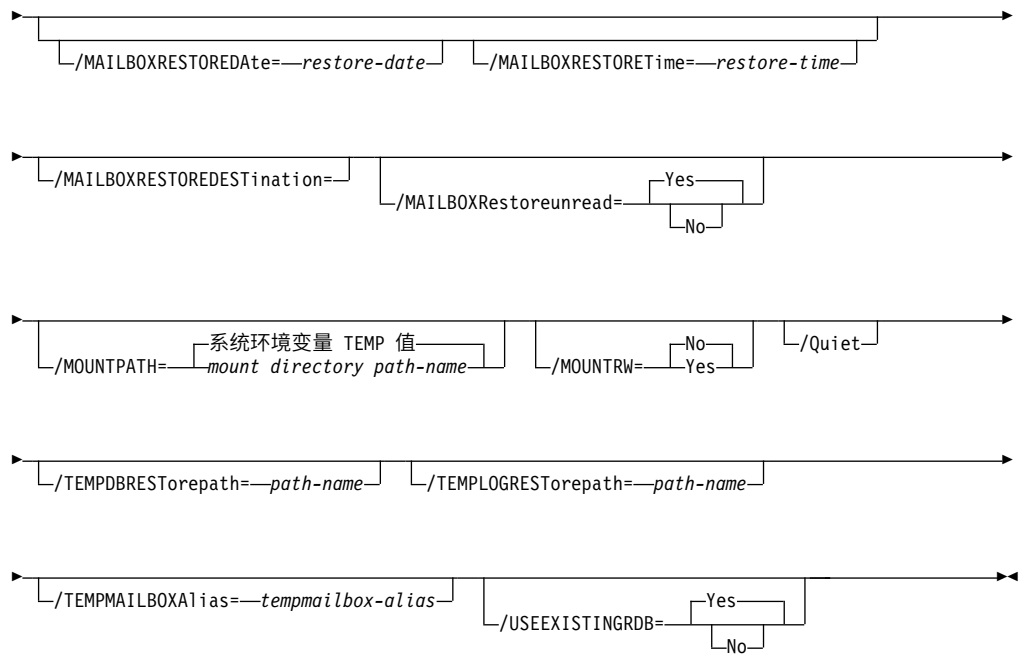 /MAILBOXRESTOREDAte= restore-date /MAILBOXRESTORETime= restore-time
/MAILBOXRESTOREDESTination= /MAILBOXRestoreunread= Yes
No
/MOUNTPATH= 系统环境变量 TEMP 值
mount directory path-name /MOUNTRW= No
Yes /Quiet
/TEMPDBRESTorepath= path-name /TEMPLOGRESTorepath= path-name
/TEMPMAILBOXAlias= tempmailbox-alias /USEEXISTINGRDB= Yes
No